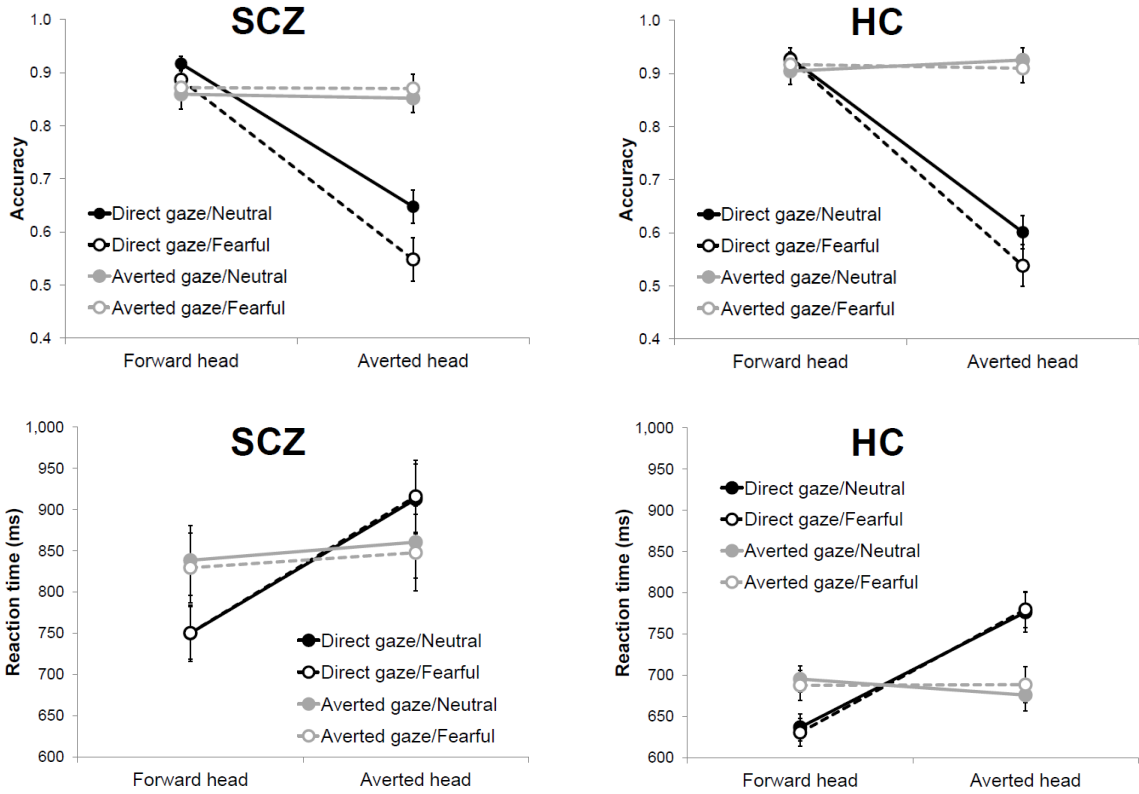 SCZ
Accuracy
1.0
0.9
0.8
0.7
0.6
0.5
0.4
Direct gaze/Neutral
Direct gaze/Fearful
Averted gaze/Neutral
Averted gaze/Fearful
Forward head
Averted head
HC
Accuracy
1.0
0.9
0.8
0.7
0.6
0.5
0.4
Direct gaze/Neutral
Direct gaze/Fearful
Averted gaze/Neutral
Averted gaze/Fearful
Forward head
Averted head
SCZ
Reaction time (ms)
1,000
950
900
850
800
750
700
650
600
Direct gaze/Neutral
Direct gaze/Fearful
Averted gaze/Neutral
Averted gaze/Fearful
Forward head
Averted head
HC
Reaction time (ms)
1,000
950
900
850
800
750
700
650
600
Direct gaze/Neutral
Direct gaze/Fearful
Averted gaze/Neutral
Averted gaze/Fearful
Forward head
Averted head